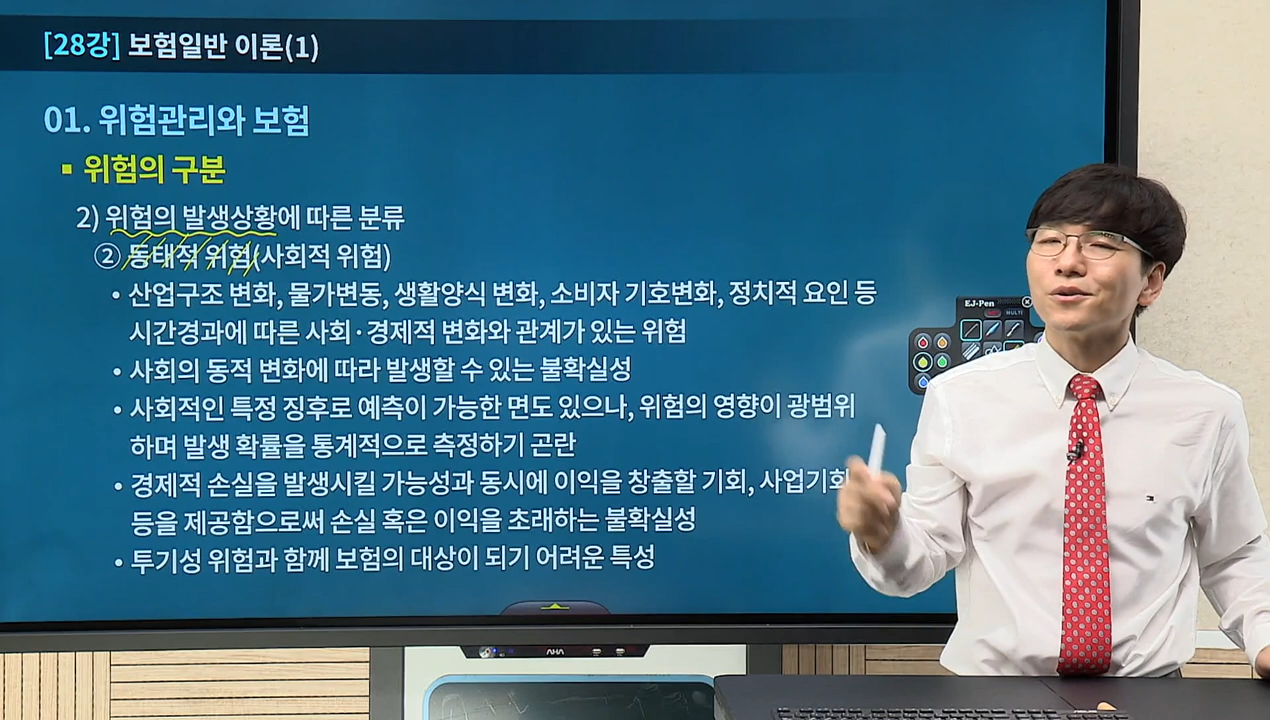 [28강] 보험일반 이론(1)
01. 위험관리와 보험
▪ 위험의 구분
2) 위험의 발생상황에 따른 분류
② 동태적 위험(사회적 위험)
• 산업구조 변화, 물가변동, 생활양식 변화, 소비자 기호변화, 정치적 요인 등
시간경과에 따른 사회·경제적 변화와 관계가 있는 위험
• 사회의 동적 변화에 따라 발생할 수 있는 불확실성
• 사회적인 특정 징후로 예측이 가능한 면도 있으나, 위험의 영향이 광범위
하며 발생 확률을 통계적으로 측정하기 곤란
• 경제적 손실을 발생시킬 가능성과 동시에 이익을 창출할 기회, 사업기회
등을 제공함으로써 손실 혹은 이익을 초래하는 불확실성
• 투기성 위험과 함께 보험의 대상이 되기 어려운 특성
EJ-Pen
MULTI
AHA